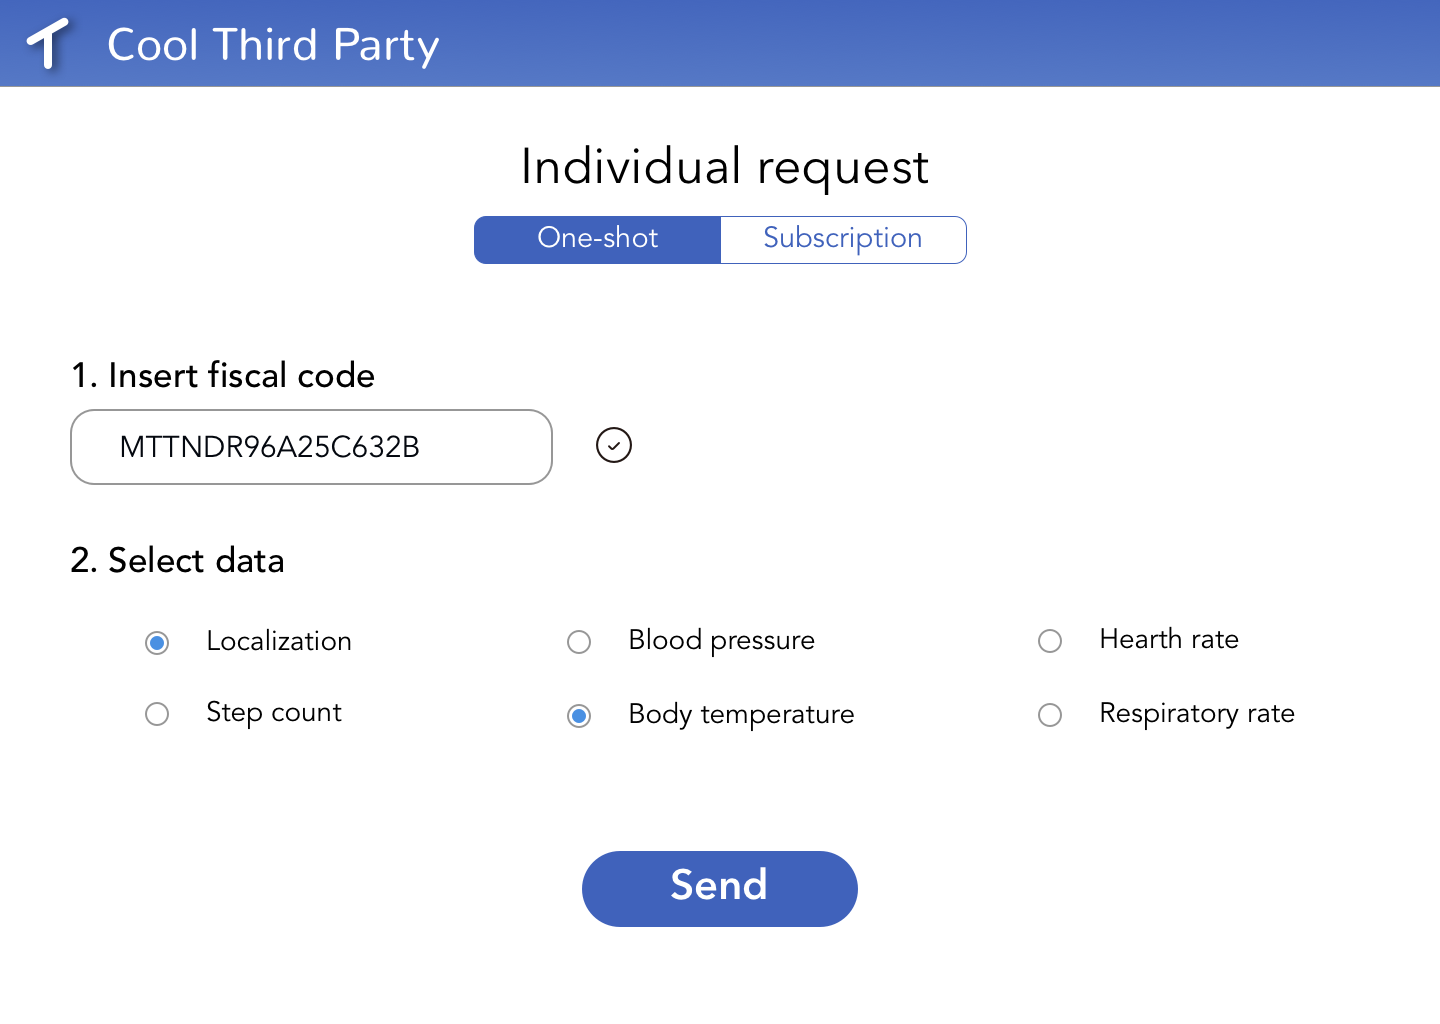 Cool Third Party
Individual request
One-shot Subscription
1. Insert fiscal code
MTTNDR96A25C632B
2. Select data
Localization Blood pressure Hearth rate
Step count Body temperature Respiratory rate
Send